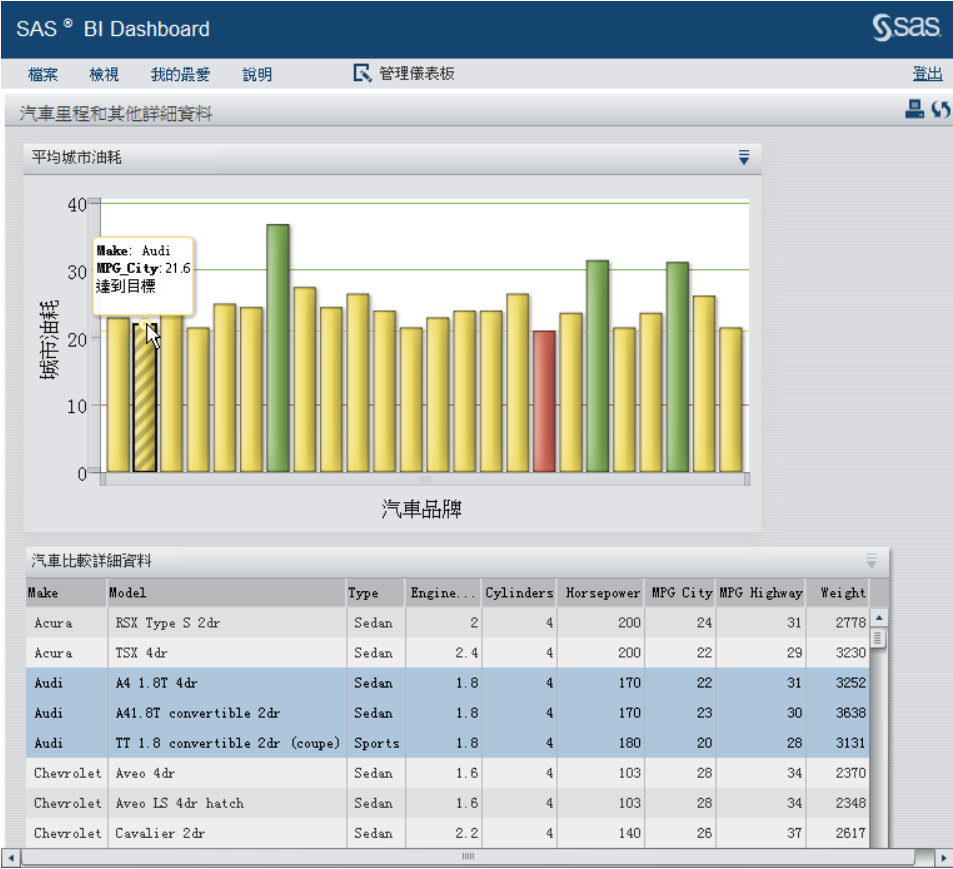 SAS ® BI Dashboard
sas
檔案 檢視 我的最愛 說明 管理儀表板 登出
汽車里程和其他詳細資料
平均城市油耗
40
30
20
10
0
城市油耗
Make: Audi
MPG_City: 21.6
達到目標
汽車品牌
汽車比較詳細資料
Make Model Type Engine... Cylinders Horsepower MPG City MPG Highway Weight
Acura RSX Type S 2dr Sedan 2 4 200 24 31 2778
Acura TSX 4dr Sedan 2.4 4 200 22 29 3230
Audi A4 1.8T 4dr Sedan 1.8 4 170 22 31 3252
Audi A41.8T convertible 2dr Sedan 1.8 4 170 23 30 3638
Audi TT 1.8 convertible 2dr (coupe) Sports 1.8 4 180 20 28 3131
Chevrolet Aveo 4dr Sedan 1.6 4 103 28 34 2370
Chevrolet Aveo LS 4dr hatch Sedan 1.6 4 103 28 34 2348
Chevrolet Cavalier 2dr Sedan 2.2 4 140 26 37 2617